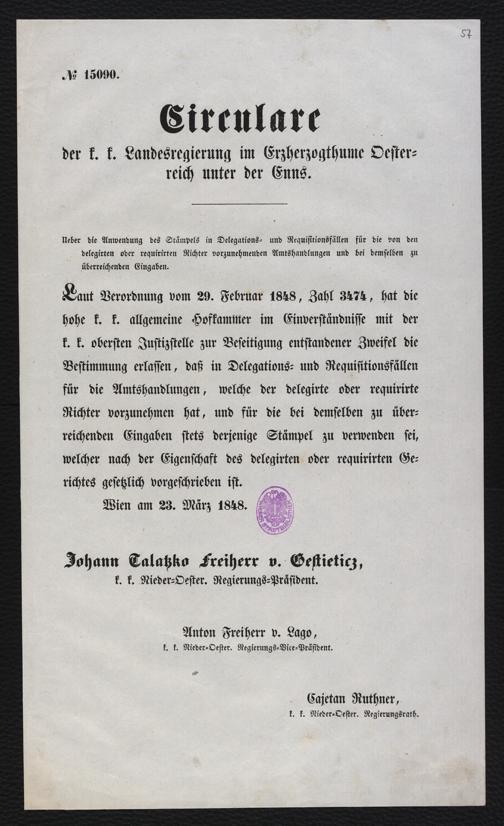 57
№ 15090.
Circulare
der k. k. Landesregierung im Erzherzogthume Oester-
reich unter der Enns.
Ueber die Anwendung des Stämpels in Delegations- und Requisitionsfällen für die von den
delegirten oder requirirten Richter vorzunehmenden Amtshandlungen und bei demselben zu
überreichenden Eingaben.
Laut Verordnung vom 29. Februar 1848, Zahl 3474, hat die
hohe k. k. allgemeine Hofkammer im Einverständnisse mit der
k. k. obersten Justizstelle zur Beseitigung entstandener Zweifel die
Bestimmung erlassen, daß in Delegations- und Requisitionsfällen
für die Amtshandlungen, welche der delegirte oder requirirte
Richter vorzunehmen hat, und für die bei demselben zu über-
reichenden Eingaben stets derjenige Stämpel zu verwenden sei,
welcher nach der Eigenschaft des delegirten oder requirirten Ge-
richtes gesetzlich vorgeschrieben ist.
Wien am 23. März 1848.
Johann Talatzko Freiherr v. Gestieticz,
k. k. Nieder-Oester. Regierungs-Präsident.
Anton Freiherr v. Lago,
k. k. Nieder-Oester. Regierungs-Vice-Präsident.
Cajetan Ruthner,
k. k. Nieder-Oester. Regierungsrath.